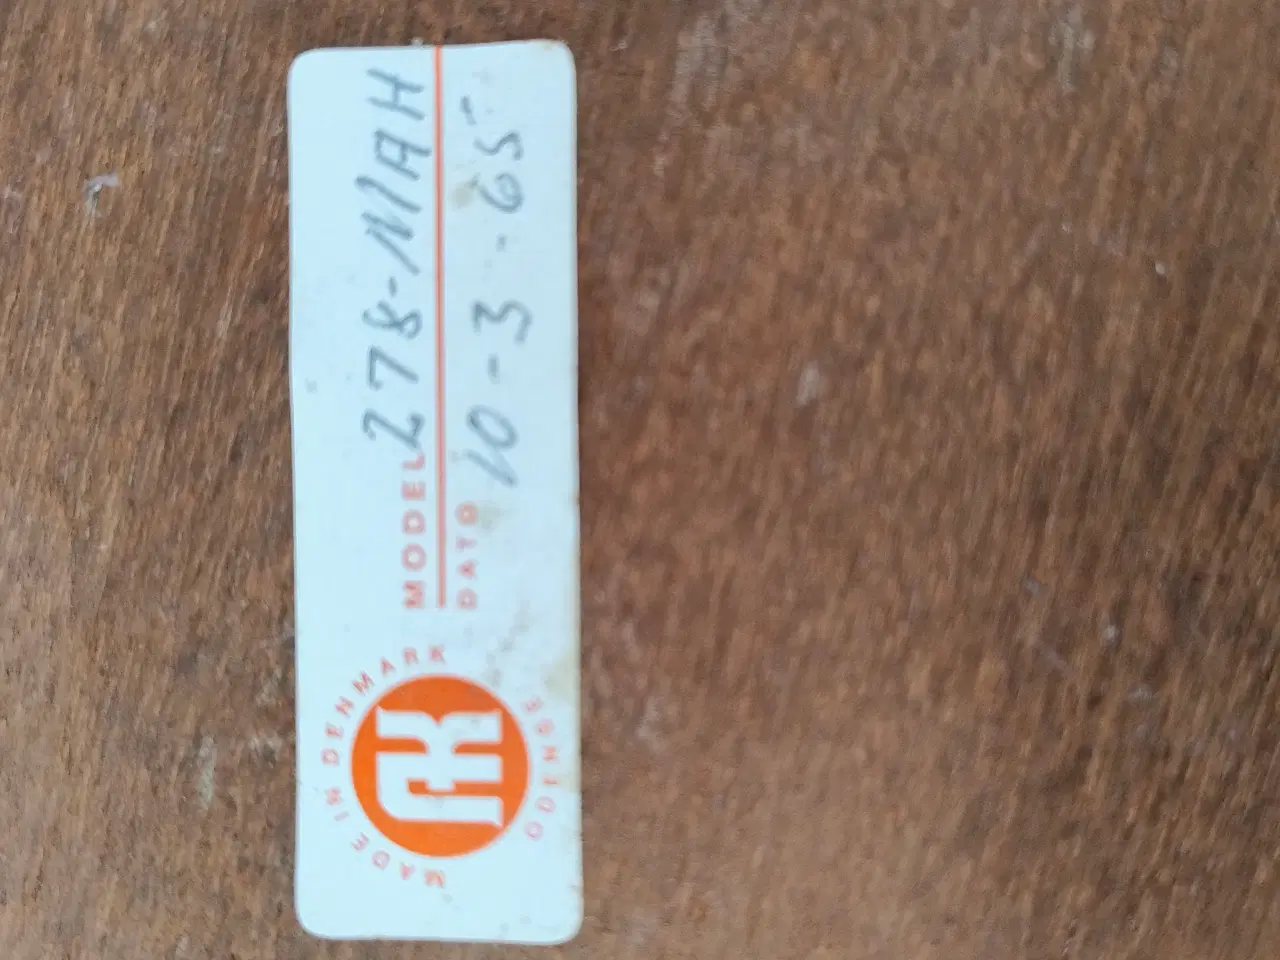 MODEL 278-MAH
DATO 10-3-65
MADE IN DENMARK
ODENSE